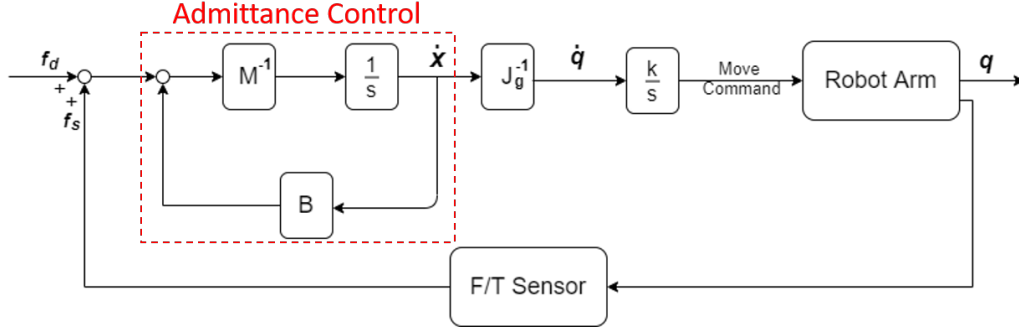 Admittance Control
f_d
+
+
f_s
M⁻¹
1
s
ẋ
J_g⁻¹
q̇
k
s
Move
Command
Robot Arm
q
B
F/T Sensor